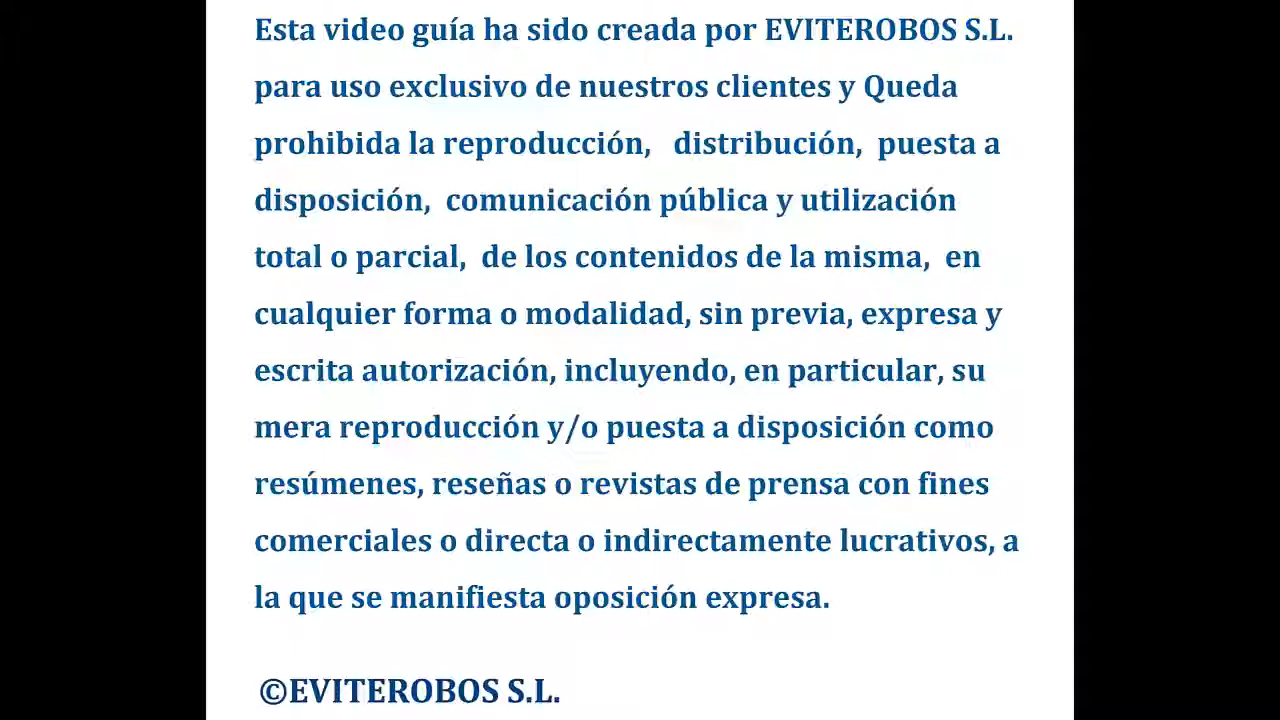 Esta video guía ha sido creada por EVITEROBOS S.L.
para uso exclusivo de nuestros clientes y Queda
prohibida la reproducción, distribución, puesta a
disposición, comunicación pública y utilización
total o parcial, de los contenidos de la misma, en
cualquier forma o modalidad, sin previa, expresa y
escrita autorización, incluyendo, en particular, su
mera reproducción y/o puesta a disposición como
resúmenes, reseñas o revistas de prensa con fines
comerciales o directa o indirectamente lucrativos, a
la que se manifiesta oposición expresa.
©EVITEROBOS S.L.